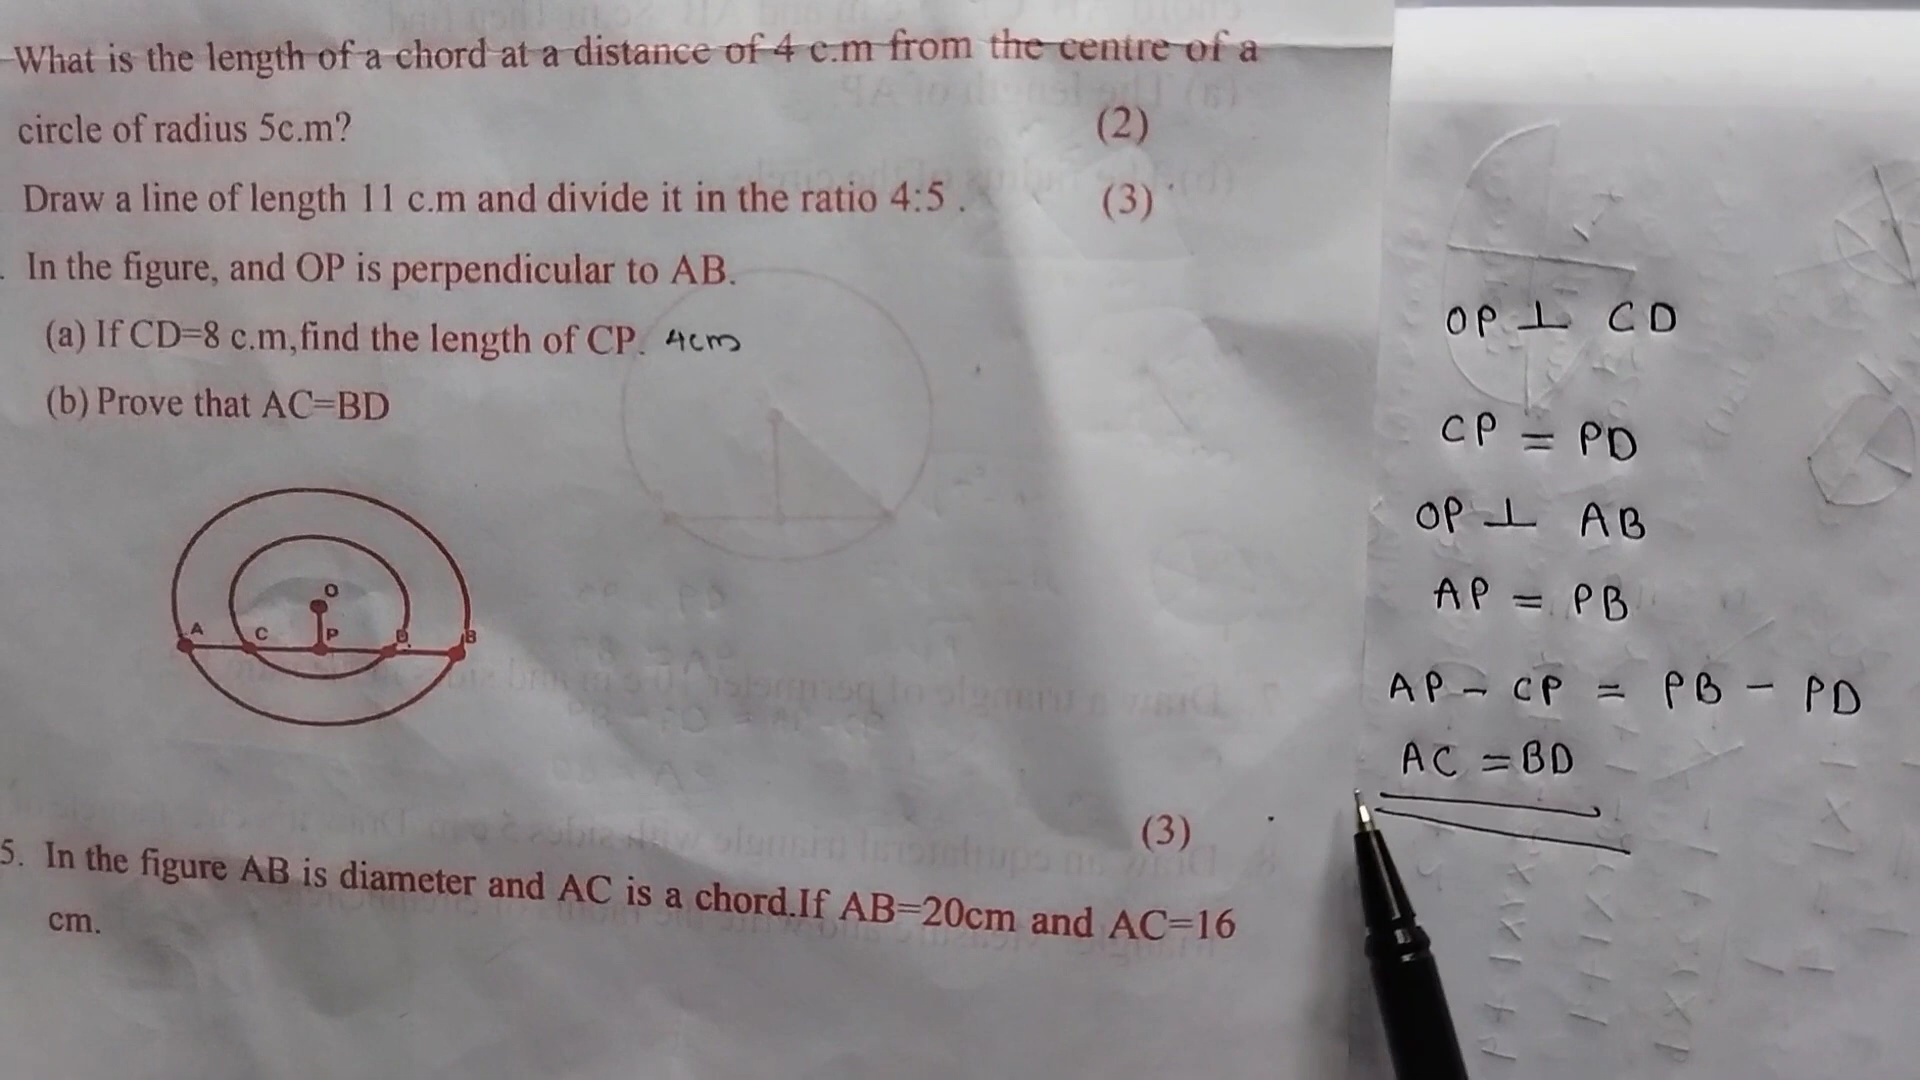 What is the length of a chord at a distance of 4 c.m from the centre of a
circle of radius 5c.m? (2)
Draw a line of length 11 c.m and divide it in the ratio 4:5 . (3)
. In the figure, and OP is perpendicular to AB.
(a) If CD=8 c.m,find the length of CP. 4cm
(b) Prove that AC=BD
O
A C P B
(3)
5. In the figure AB is diameter and AC is a chord.If AB=20cm and AC=16
cm.
OP ⊥ CD
CP = PD
OP ⊥ AB
AP = PB
AP - CP = PB - PD
AC = BD